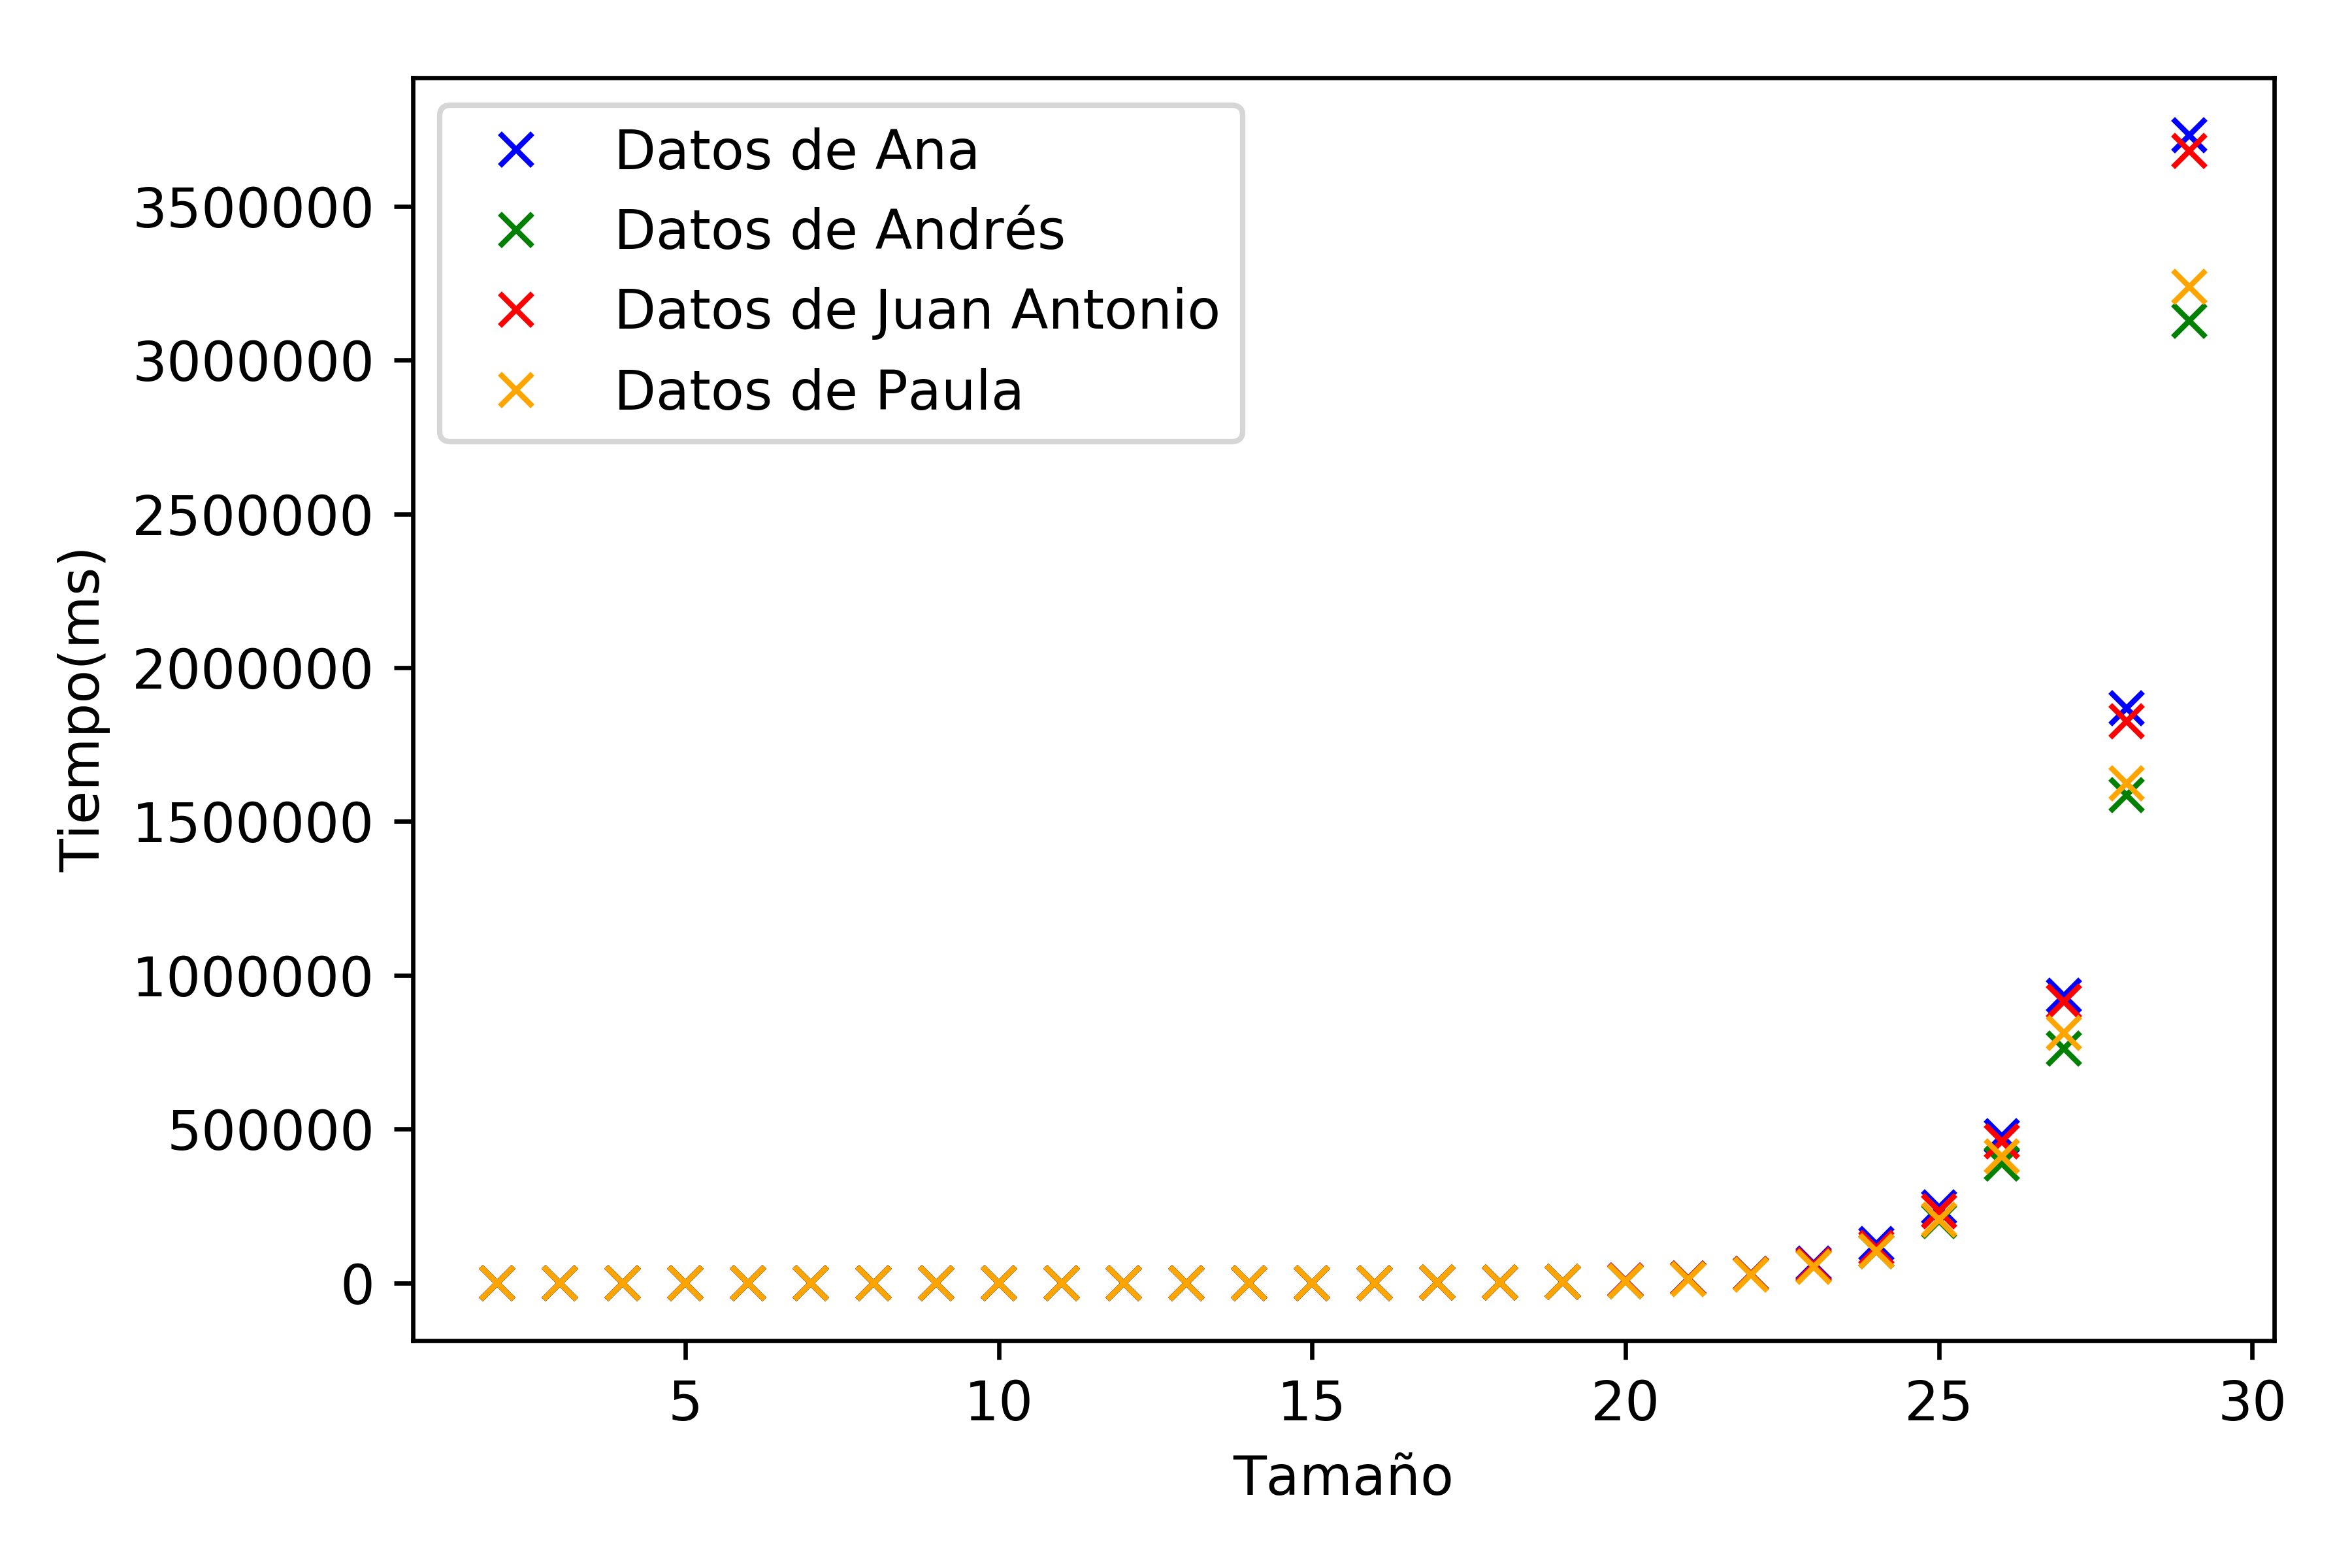 Datos de Ana
Datos de Andrés
Datos de Juan Antonio
Datos de Paula
3500000
3000000
2500000
2000000
1500000
1000000
500000
0
Tiempo(ms)
5 10 15 20 25 30
Tamaño